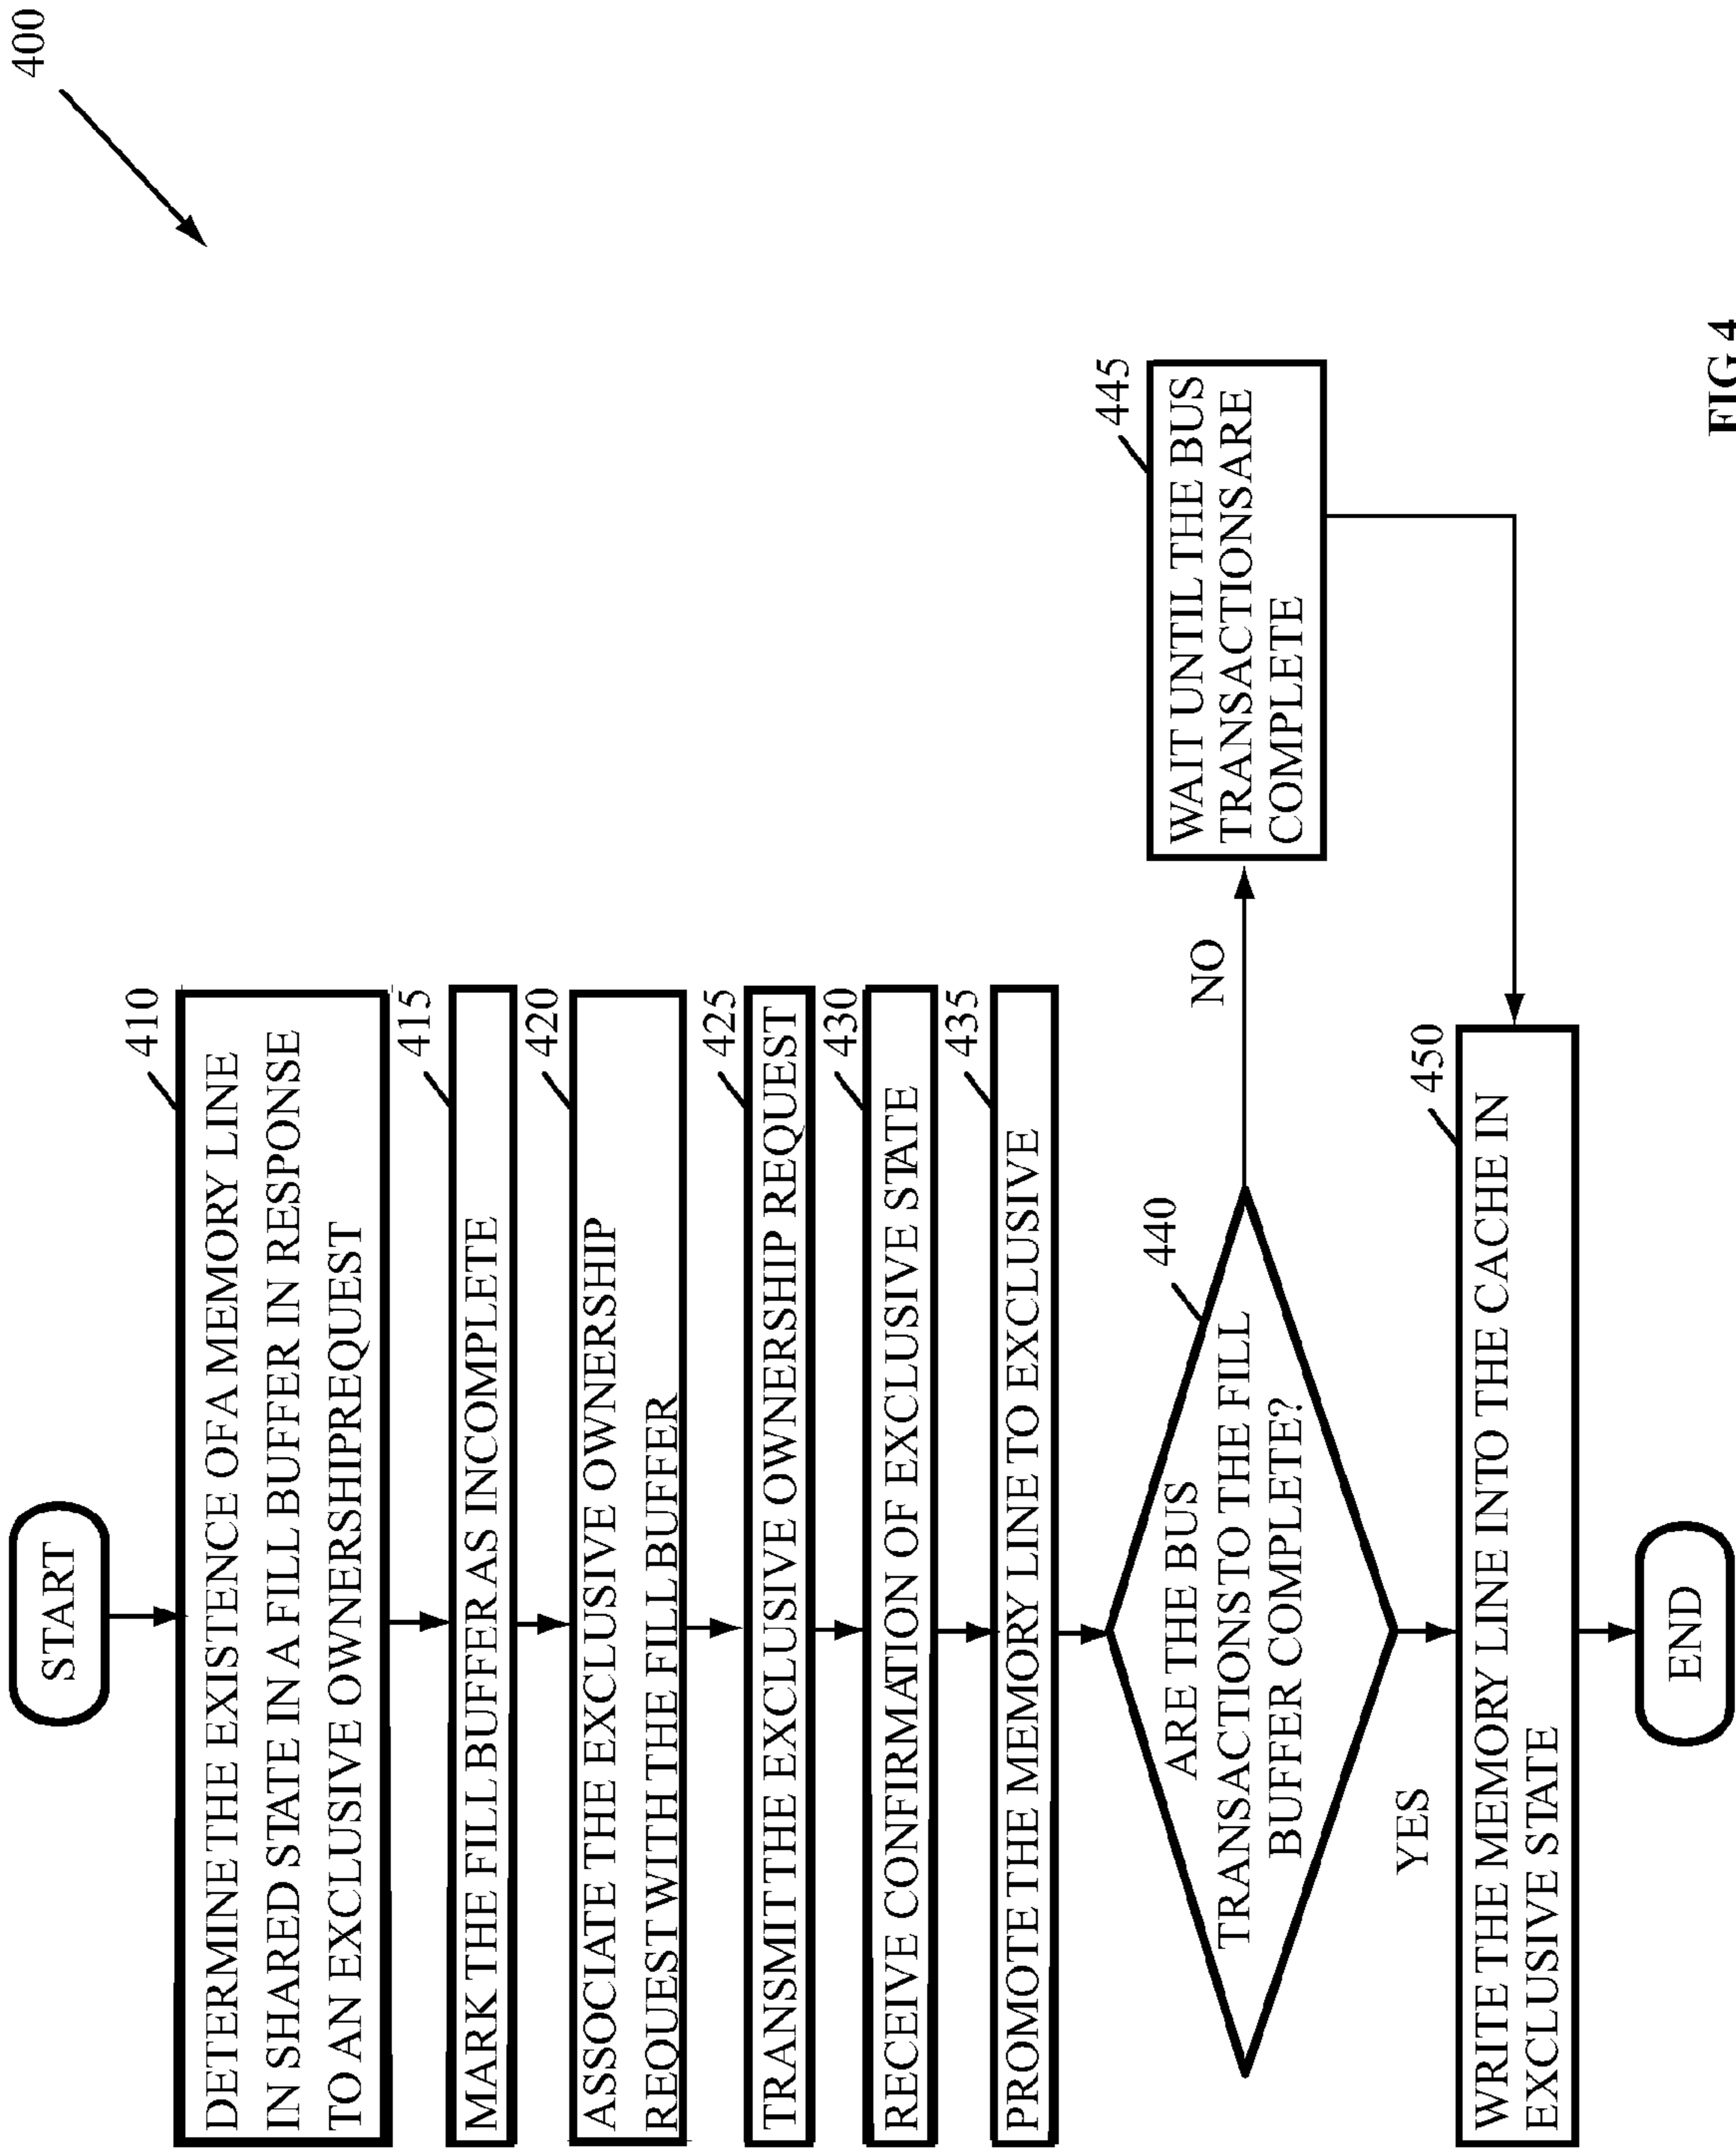 400
START
410
DETERMINE THE EXISTENCE OF A MEMORY LINE
IN SHARED STATE IN A FILL BUFFER IN RESPONSE
TO AN EXCLUSIVE OWNERSHIPREQUEST
415
MARK THE FILL BUFFER AS INCOMPLETE
420
ASSOCIATE THE EXCLUSIVE OWNERSHIP
REQUEST WITH THE FILL BUFFER
425
TRANSMIT THE EXCLUSIVE OWNERSHIP REQUEST
430
RECEIVE CONFIRMATION OF EXCLUSIVE STATE
435
PROMOTE THE MEMORY LINE TO EXCLUSIVE
440
ARE THE BUS
TRANSACTIONS TO THE FILL
BUFFER COMPLETE?
NO
445
WAIT UNTIL THE BUS
TRANSACTIONS ARE
COMPLETE
YES
450
WRITE THE MEMORY LINE INTO THE CACHE IN
EXCLUSIVE STATE
END
FIG 4